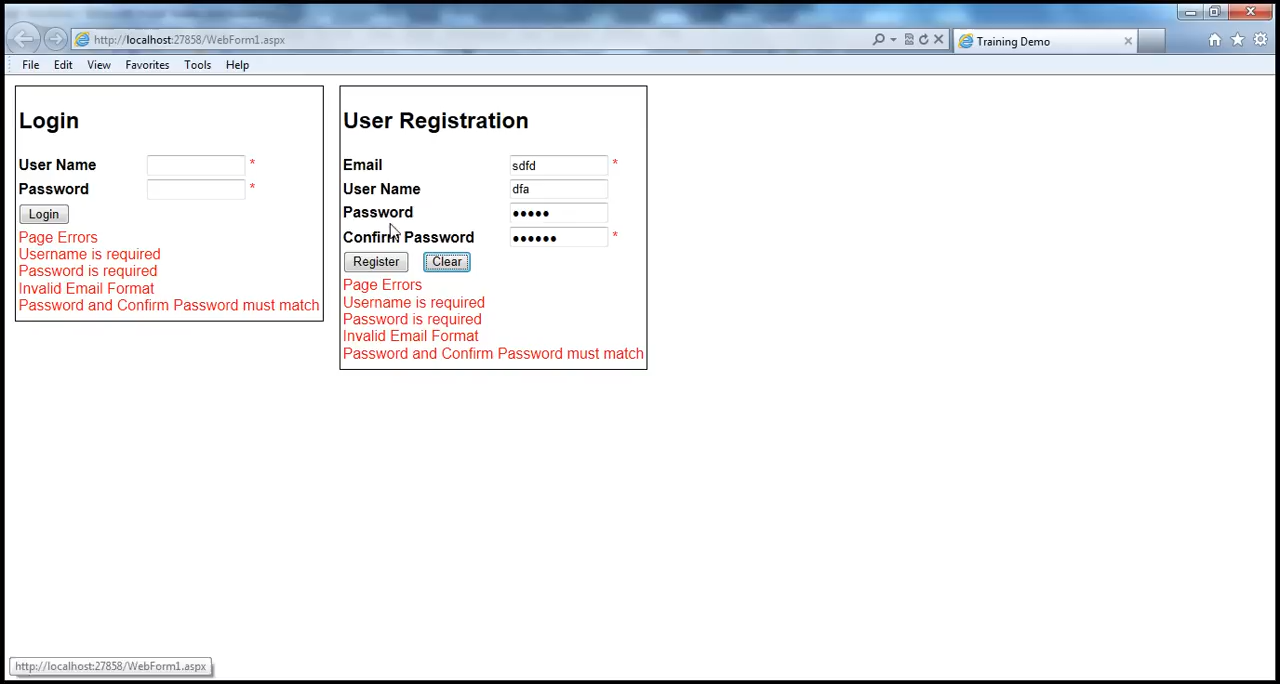 http://localhost:27858/WebForm1.aspx
Training Demo
File Edit View Favorites Tools Help
Login
User Name *
Password *
Login
Page Errors
Username is required
Password is required
Invalid Email Format
Password and Confirm Password must match
User Registration
Email sdfd *
User Name dfa
Password •••••
Confirm Password •••••• *
Register Clear
Page Errors
Username is required
Password is required
Invalid Email Format
Password and Confirm Password must match
http://localhost:27858/WebForm1.aspx